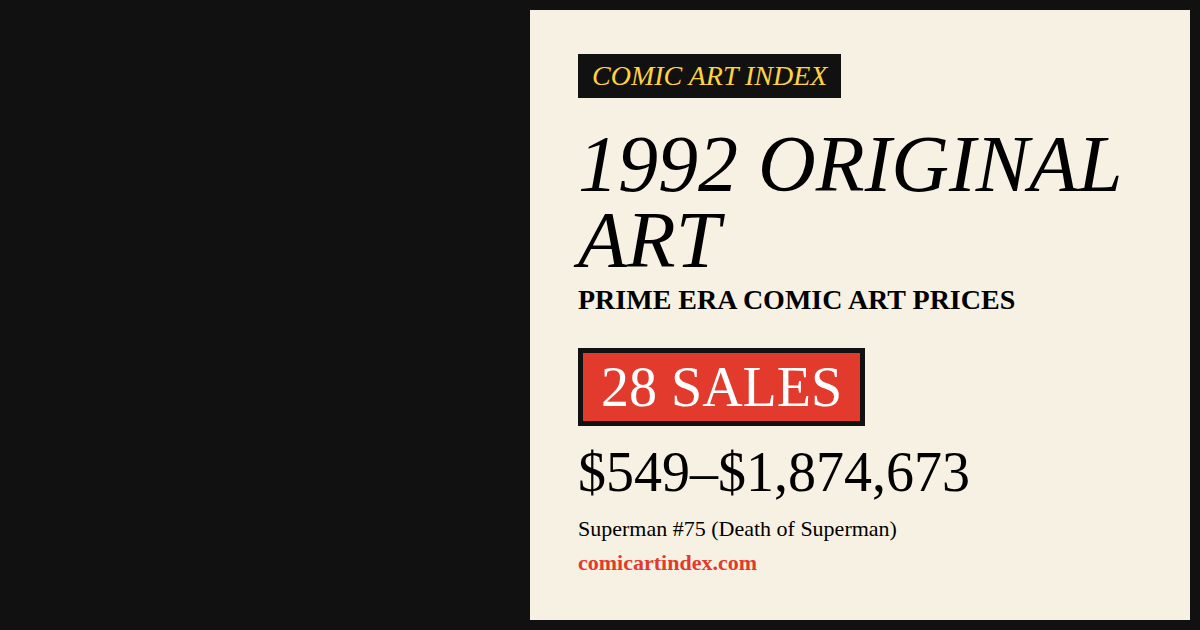 COMIC ART INDEX
1992 ORIGINAL
ART
PRIME ERA COMIC ART PRICES
28 SALES
$549–$1,874,673
Superman #75 (Death of Superman)
comicartindex.com